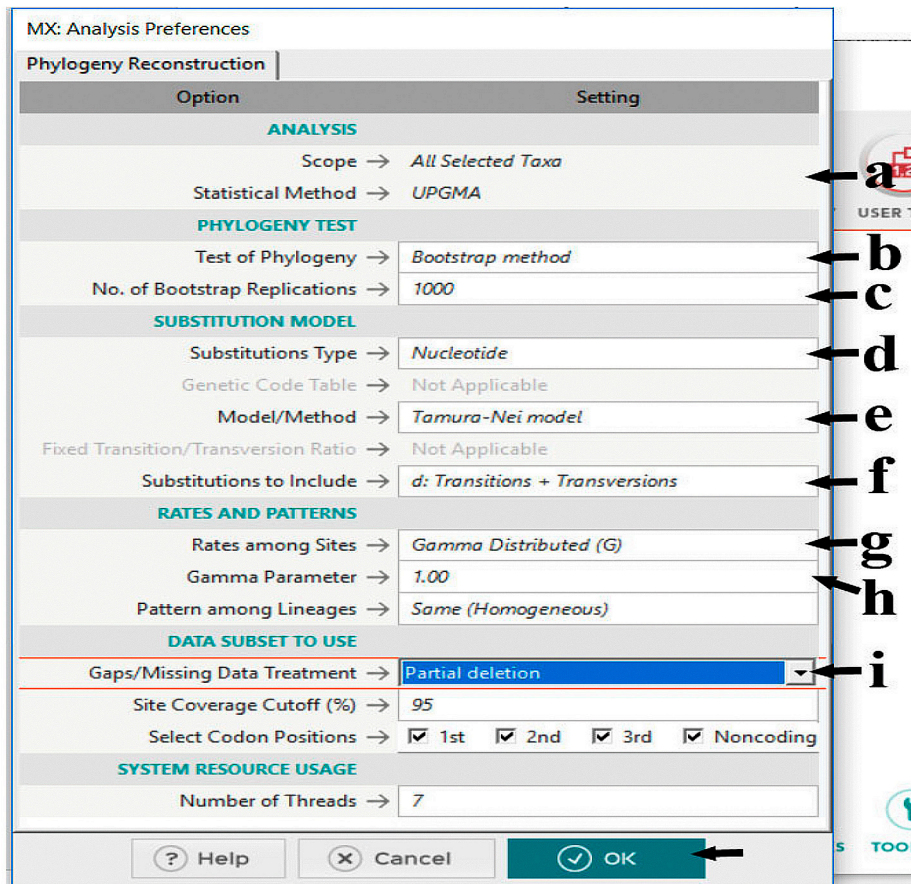 MX: Analysis Preferences
Phylogeny Reconstruction
Option Setting
ANALYSIS
Scope → All Selected Taxa
a
Statistical Method → UPGMA
USER
PHYLOGENY TEST
Test of Phylogeny → Bootstrap method b
No. of Bootstrap Replications → 1000 c
SUBSTITUTION MODEL
Substitutions Type → Nucleotide d
Genetic Code Table → Not Applicable
Model/Method → Tamura-Nei model e
Fixed Transition/Transversion Ratio → Not Applicable
Substitutions to Include → d: Transitions + Transversions f
RATES AND PATTERNS
Rates among Sites → Gamma Distributed (G) g
Gamma Parameter → 1.00 h
Pattern among Lineages → Same (Homogeneous)
DATA SUBSET TO USE
Gaps/Missing Data Treatment → Partial deletion i
Site Coverage Cutoff (%) → 95
Select Codon Positions → 1st 2nd 3rd Noncoding
SYSTEM RESOURCE USAGE
Number of Threads → 7
? Help Cancel OK
S TOO